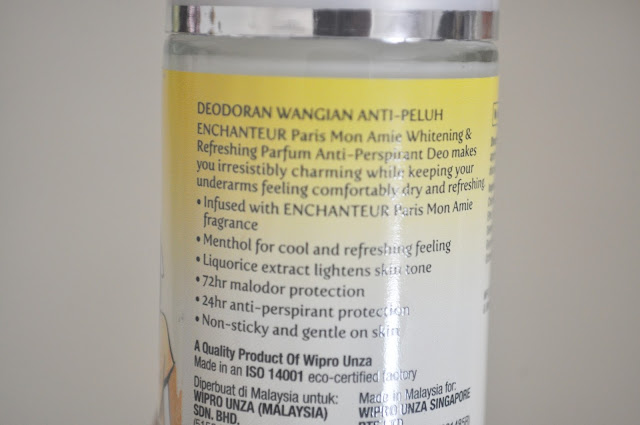 DEODORAN WANGIAN ANTI-PELUH
ENCHANTEUR Paris Mon Amie Whitening &
Refreshing Parfum Anti-Perspirant Deo makes
you irresistibly charming while keeping your
underarms feeling comfortably dry and refreshing.
• Infused with ENCHANTEUR Paris Mon Amie
fragrance
• Menthol for cool and refreshing feeling
• Liquorice extract lightens skin tone
• 72hr malodor protection
• 24hr anti-perspirant protection
• Non-sticky and gentle on skin
A Quality Product Of Wipro Unza
Made in an ISO 14001 eco-certified factory
Diperbuat di Malaysia untuk:
WIPRO UNZA (MALAYSIA)
SDN. BHD.
Made in Malaysia for:
WIPRO UNZA SINGAPORE
PTE LTD